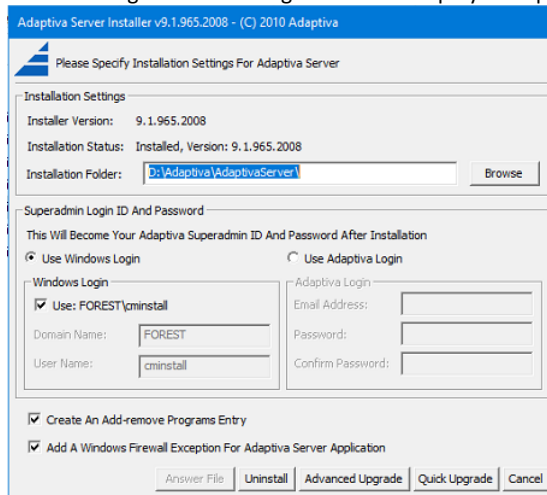 Adaptiva Server Installer v9.1.965.2008 - (C) 2010 Adaptiva
Please Specify Installation Settings For Adaptiva Server
Installation Settings
Installer Version: 9.1.965.2008
Installation Status: Installed, Version: 9.1.965.2008
Installation Folder: D:\Adaptiva\AdaptivaServer\ Browse
Superadmin Login ID And Password
This Will Become Your Adaptiva Superadmin ID And Password After Installation
Use Windows Login Use Adaptiva Login
Windows Login Adaptiva Login
Use: FOREST\cminstall Email Address:
Domain Name: FOREST Password:
User Name: cminstall Confirm Password:
Create An Add-remove Programs Entry
Add A Windows Firewall Exception For Adaptiva Server Application
Answer File Uninstall Advanced Upgrade Quick Upgrade Cancel